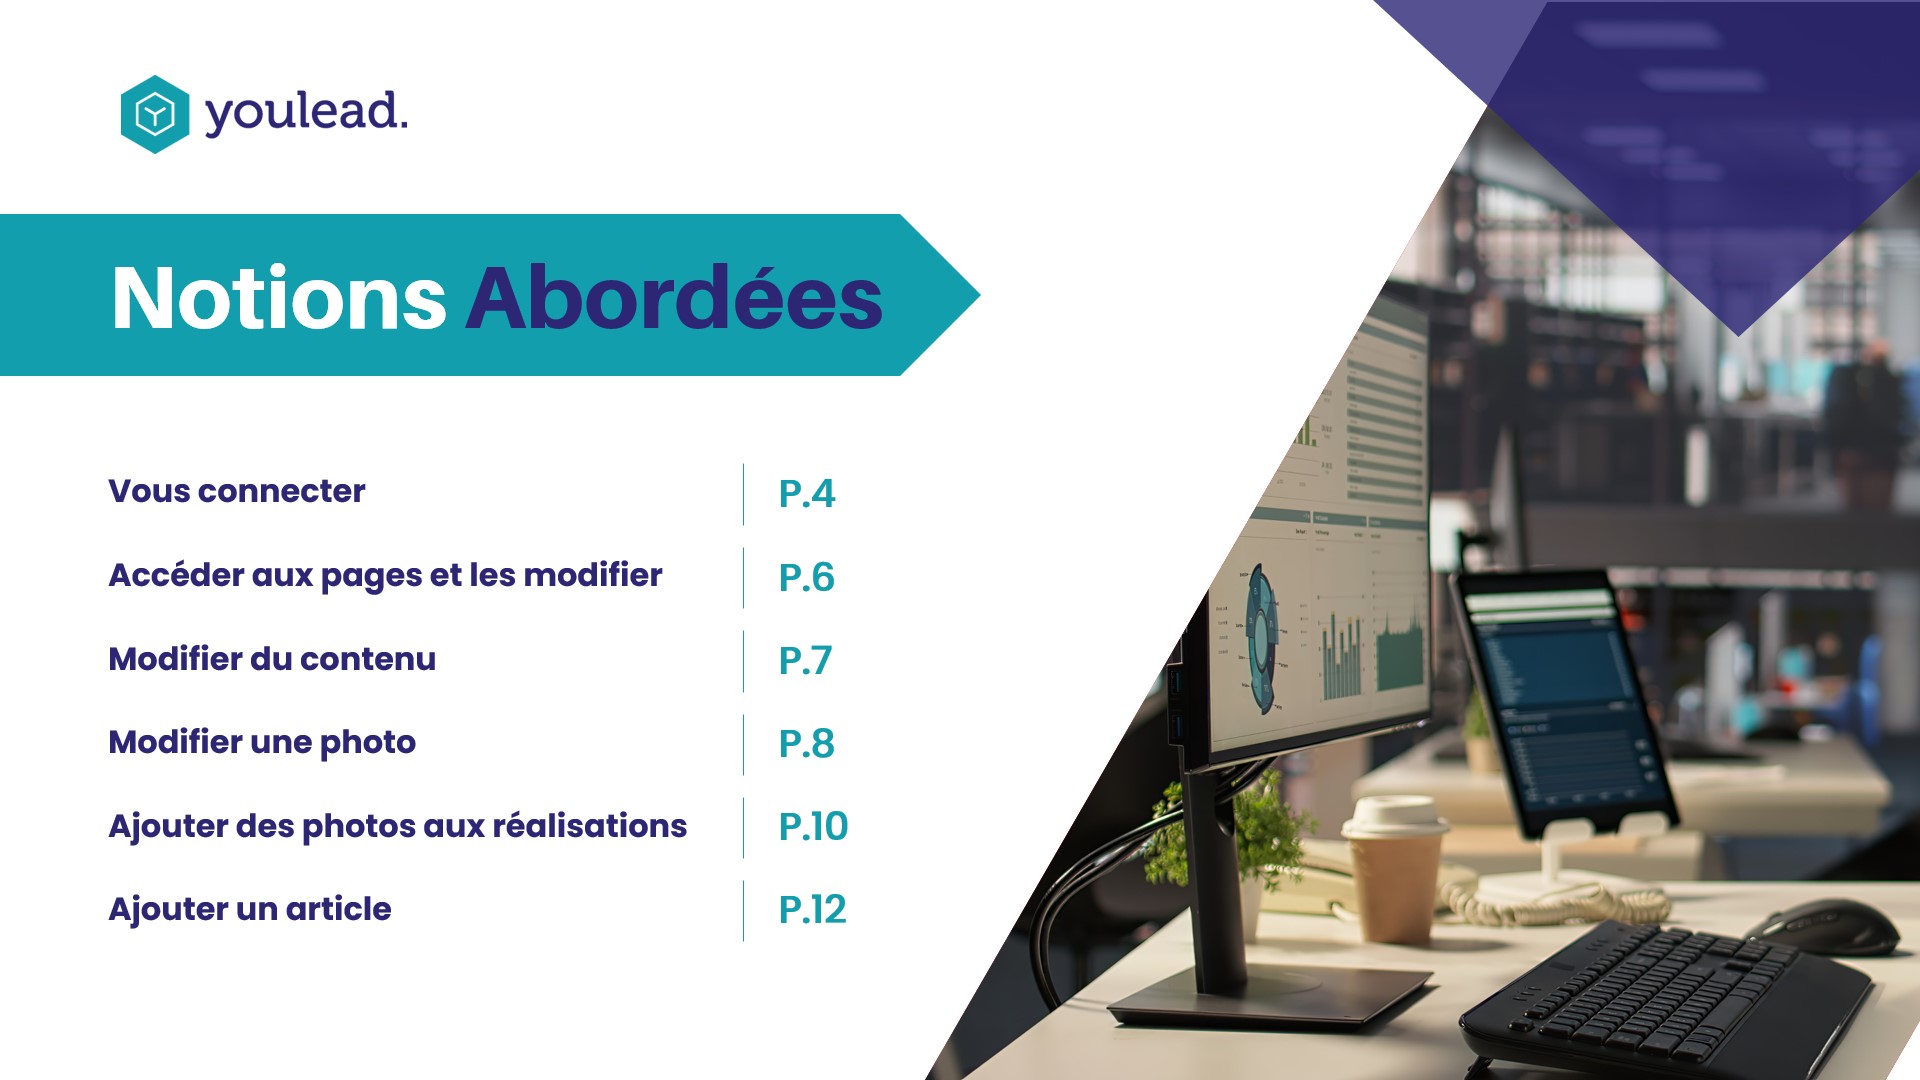 youlead.
Notions Abordées
Vous connecter P.4
Accéder aux pages et les modifier P.6
Modifier du contenu P.7
Modifier une photo P.8
Ajouter des photos aux réalisations P.10
Ajouter un article P.12